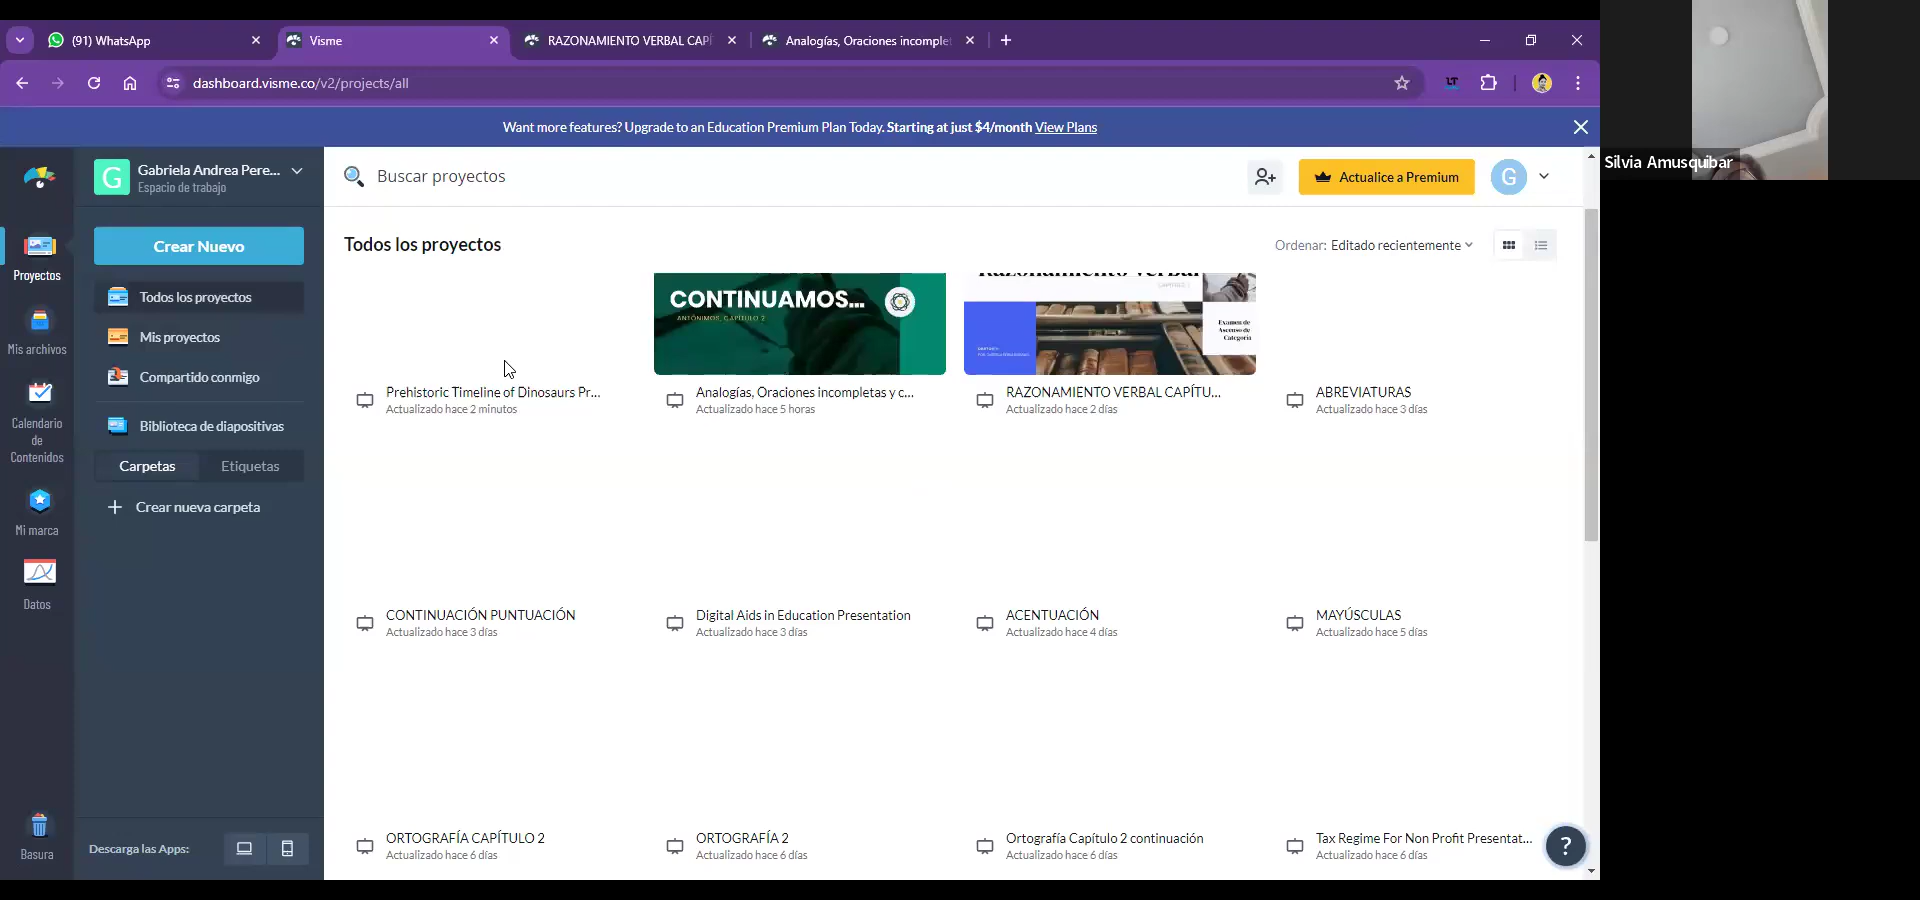 (91) WhatsApp
Visme
RAZONAMIENTO VERBAL CAPÍ
Analogías, Oraciones incomplet
dashboard.visme.co/v2/projects/all
LT
Want more features? Upgrade to an Education Premium Plan Today. Starting at just $4/month View Plans
G
Gabriela Andrea Pere...
Espacio de trabajo
Buscar proyectos
Actualice a Premium
G
Silvia Amusquibar
Proyectos
Mis archivos
Calendario
de
Contenidos
Mi marca
Datos
Basura
Crear Nuevo
Todos los proyectos
Mis proyectos
Compartido conmigo
Biblioteca de diapositivas
Carpetas
Etiquetas
Crear nueva carpeta
Descarga las Apps:
Todos los proyectos
Ordenar: Editado recientemente
CONTINUAMOS...
ANTÓNIMOS, CAPÍTULO 2
Razonamiento Verbal
Examen de
Ascenso de
Categoría
Prehistoric Timeline of Dinosaurs Pr...
Actualizado hace 2 minutos
Analogías, Oraciones incompletas y c...
Actualizado hace 5 horas
RAZONAMIENTO VERBAL CAPÍTU...
Actualizado hace 2 días
ABREVIATURAS
Actualizado hace 3 días
CONTINUACIÓN PUNTUACIÓN
Actualizado hace 3 días
Digital Aids in Education Presentation
Actualizado hace 3 días
ACENTUACIÓN
Actualizado hace 4 días
MAYÚSCULAS
Actualizado hace 5 días
ORTOGRAFÍA CAPÍTULO 2
Actualizado hace 6 días
ORTOGRAFÍA 2
Actualizado hace 6 días
Ortografía Capítulo 2 continuación
Actualizado hace 6 días
Tax Regime For Non Profit Presentat...
Actualizado hace 6 días
?